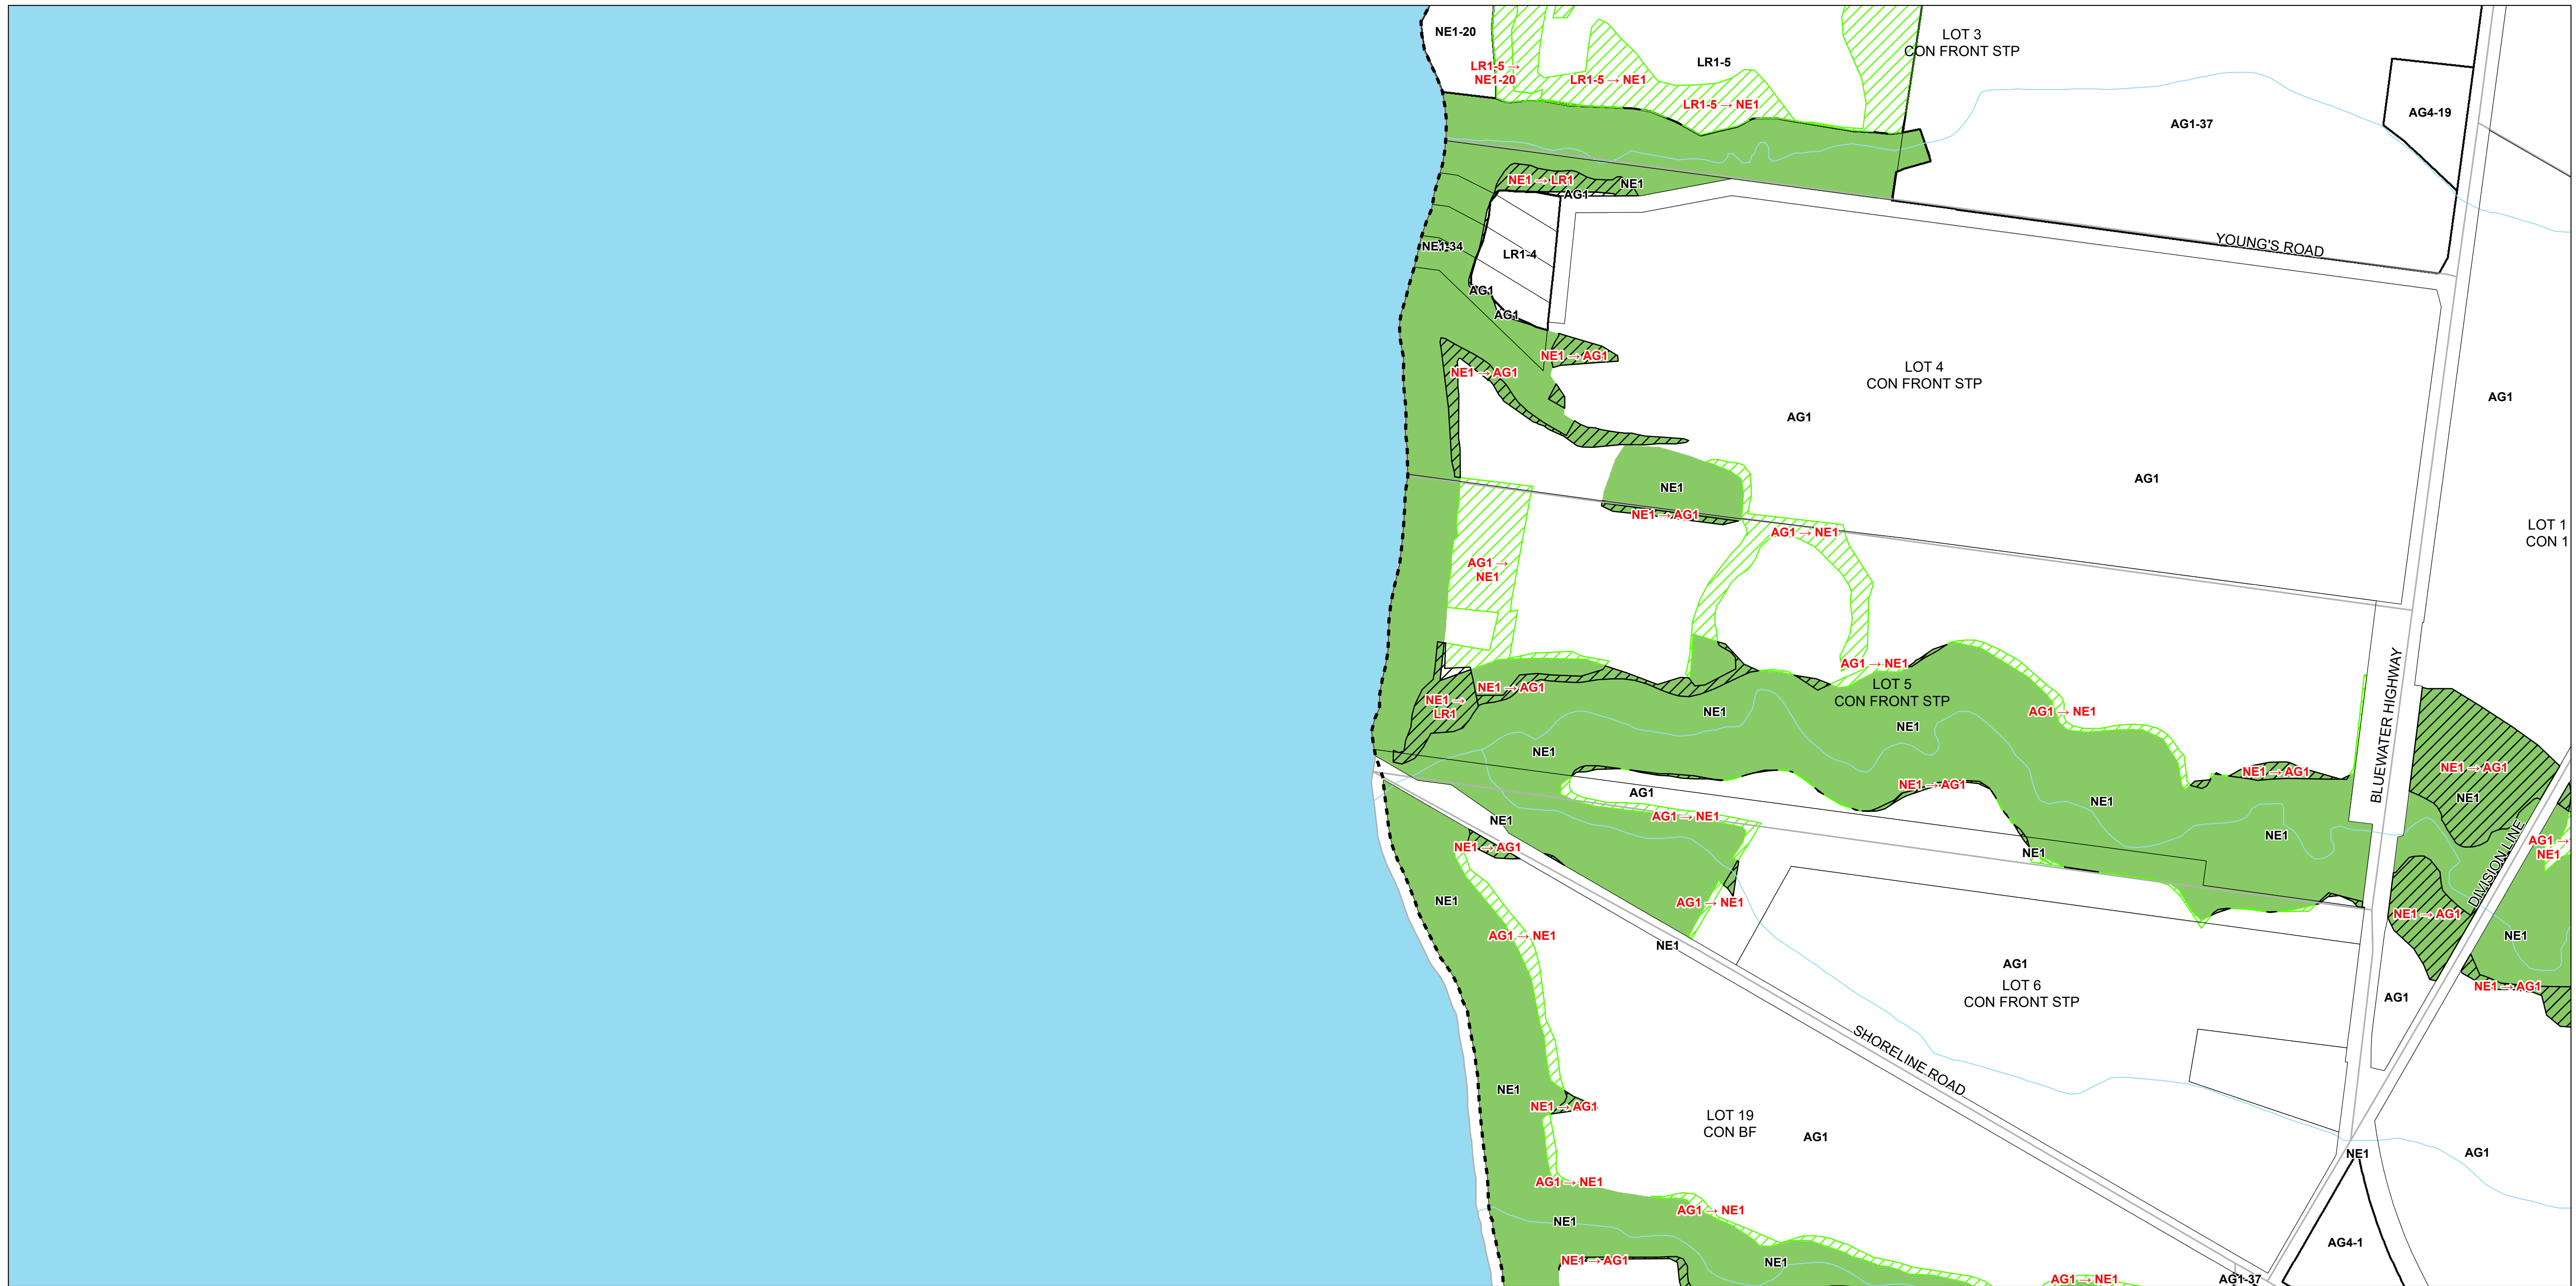 NE1-20
LOT 3
CON FRONT STP
LR1-5 →
NE1-20
LR1-5 → NE1
LR1-5
LR1-5 → NE1
AG4-19
AG1-37
NE1 → LR1
NE1
AG1
NE1-34
LR1-4
YOUNG'S ROAD
AG1
AG1
NE1 → AG1
NE1 → AG1
LOT 4
CON FRONT STP
AG1
AG1
AG1
NE1
NE1 → AG1
AG1 → NE1
LOT 1
CON 1
AG1 →
NE1
AG1 → NE1
NE1 → AG1
NE1 →
LR1
LOT 5
CON FRONT STP
NE1
NE1
AG1 → NE1
BLUEWATER HIGHWAY
NE1
NE1 → AG1
NE1 → AG1
NE1
AG1
NE1 → AG1
NE1
AG1 → NE1
NE1
NE1
NE1 → AG1
NE1
NE1
DIVISION LINE
AG1 →
NE1
NE1
AG1 → NE1
NE1 → AG1
AG1 → NE1
NE1
NE1
AG1
LOT 6
CON FRONT STP
NE1 → AG1
AG1
SHORELINE ROAD
NE1
NE1 → AG1
LOT 19
CON BF
AG1
NE1
AG1
AG1 → NE1
AG1 → NE1
NE1
NE1 → AG1
NE1
AG4-1
AG1 → NE1
AG1-37